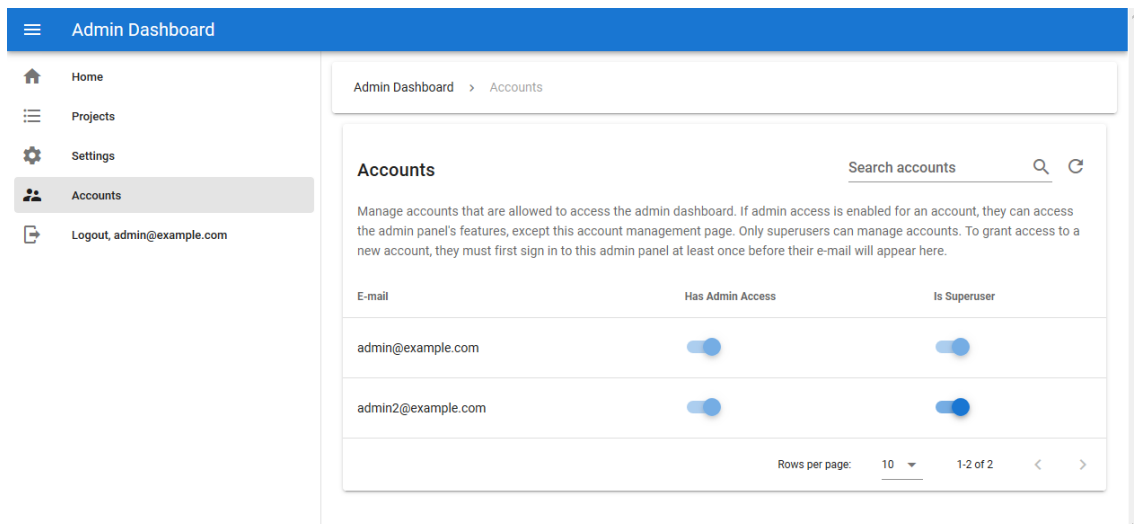 Admin Dashboard
Home
Projects
Settings
Accounts
Logout, admin@example.com
Admin Dashboard > Accounts
Accounts
Search accounts
Manage accounts that are allowed to access the admin dashboard. If admin access is enabled for an account, they can access
the admin panel's features, except this account management page. Only superusers can manage accounts. To grant access to a
new account, they must first sign in to this admin panel at least once before their e-mail will appear here.
E-mail Has Admin Access Is Superuser
admin@example.com
admin2@example.com
Rows per page: 10 1-2 of 2